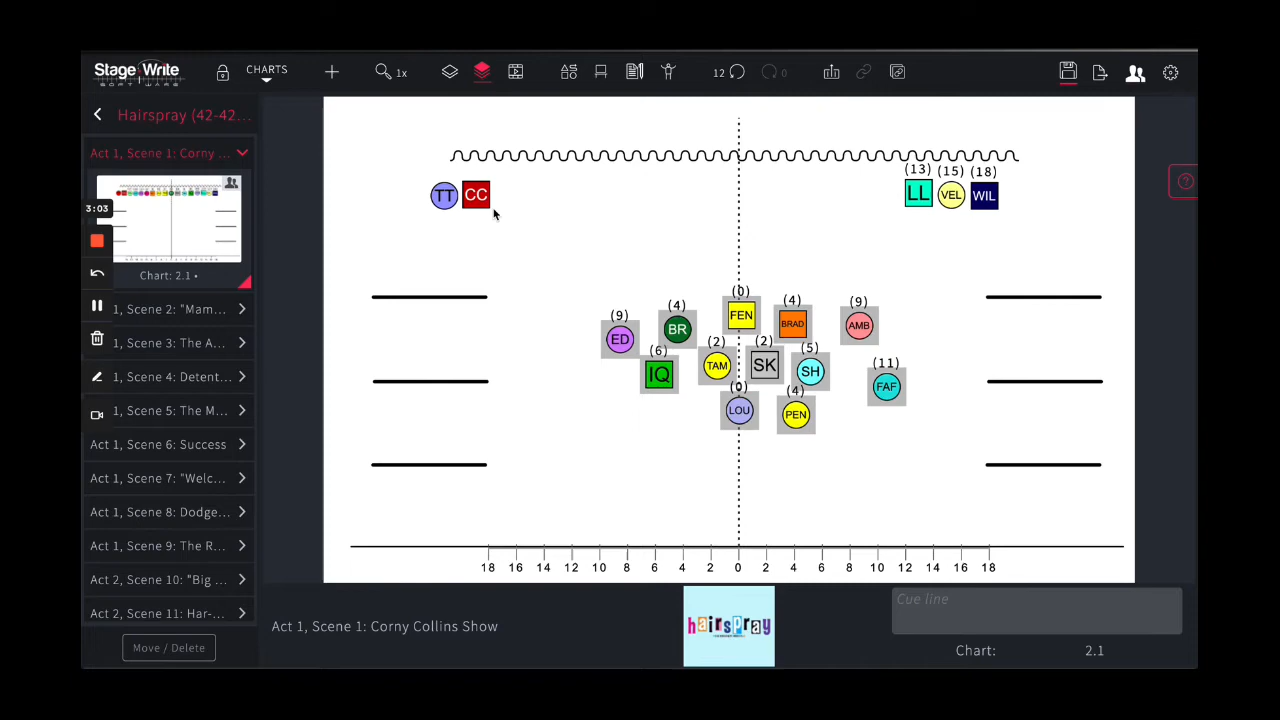 Stage Write
SOFTWARE
CHARTS
1x
12
0
Hairspray (42-42...
Act 1, Scene 1: Corny ...
3:03
Chart: 2.1 •
1, Scene 2: "Mam...
1, Scene 3: The A...
1, Scene 4: Detent...
1, Scene 5: The M...
Act 1, Scene 6: Success
Act 1, Scene 7: "Welc...
Act 1, Scene 8: Dodge...
Act 1, Scene 9: The R...
Act 2, Scene 10: "Big ...
Act 2, Scene 11: Har-...
Move / Delete
(13) (15) (18)
TT CC LL VEL WIL
(0)
(4) (4) (9)
(9) FEN
ED BR BRAD AMB
(6) (2) (2) (5)
IQ TAM SK SH (11)
(0) (4) FAF
LOU PEN
18 16 14 12 10 8 6 4 2 0 2 4 6 8 10 12 14 16 18
Act 1, Scene 1: Corny Collins Show
hairspray
Cue line
Chart: 2.1